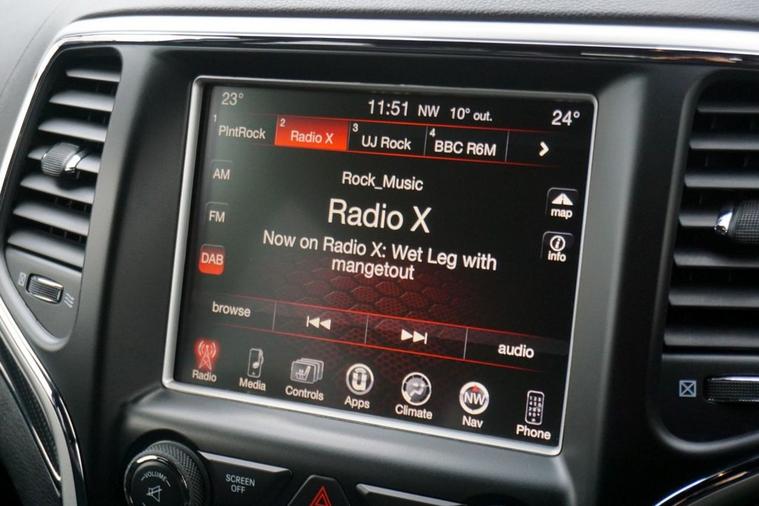 23° 11:51 NW 10° out. 24°
1 PlntRock 2 Radio X 3 UJ Rock 4 BBC R6M
AM
Rock_Music
map
FM
Radio X
info
DAB
Now on Radio X: Wet Leg with
mangetout
browse
audio
Radio Media Controls Apps Climate NW Nav Phone
VOLUME
SCREEN
OFF